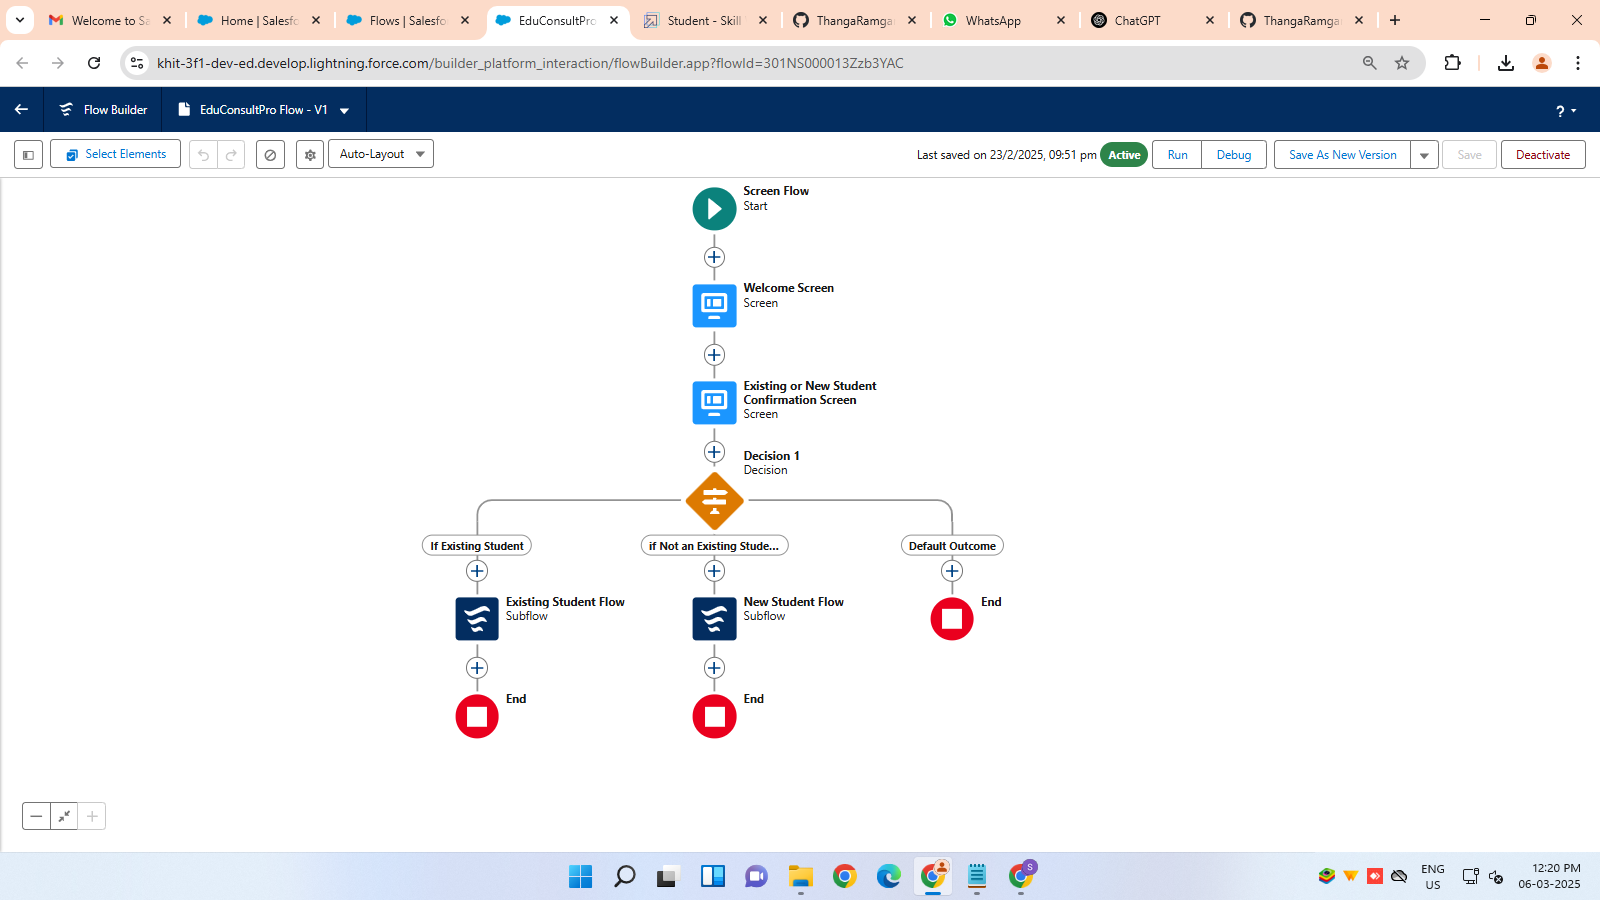 Welcome to Sa
Home | Salesfo
Flows | Salesfo
EduConsultPro
Student - Skill
ThangaRamgan
WhatsApp
ChatGPT
ThangaRamgan
khit-3f1-dev-ed.develop.lightning.force.com/builder_platform_interaction/flowBuilder.app?flowId=301NS000013Zzb3YAC
Flow Builder
EduConsultPro Flow - V1
?
Select Elements
Auto-Layout
Last saved on 23/2/2025, 09:51 pm
Active
Run
Debug
Save As New Version
Save
Deactivate
Screen Flow
Start
Welcome Screen
Screen
Existing or New Student
Confirmation Screen
Screen
Decision 1
Decision
If Existing Student
if Not an Existing Stude...
Default Outcome
Existing Student Flow
Subflow
New Student Flow
Subflow
End
End
End
S
ENG
US
12:20 PM
06-03-2025